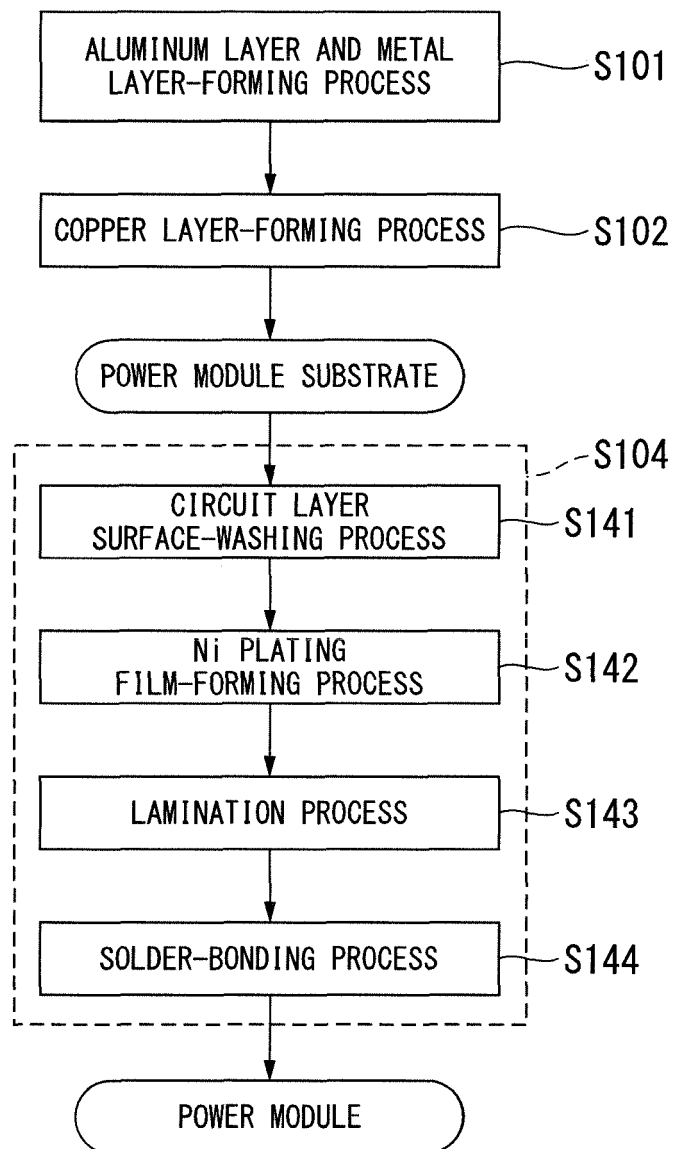 ALUMINUM LAYER AND METAL
LAYER-FORMING PROCESS
S101
COPPER LAYER-FORMING PROCESS
S102
POWER MODULE SUBSTRATE
S104
CIRCUIT LAYER
SURFACE-WASHING PROCESS
S141
Ni PLATING
FILM-FORMING PROCESS
S142
LAMINATION PROCESS
S143
SOLDER-BONDING PROCESS
S144
POWER MODULE